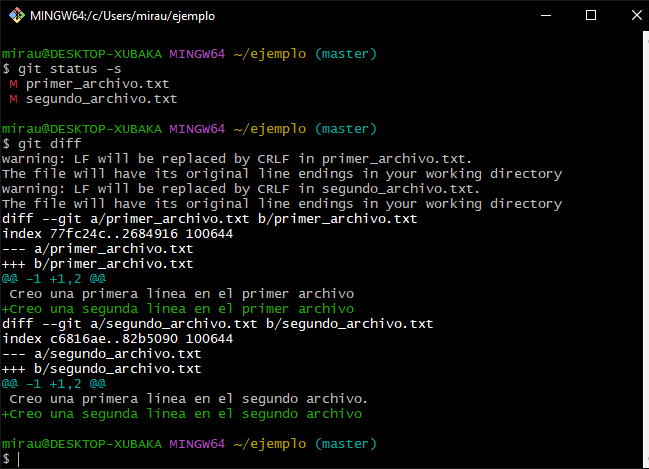 MINGW64:/c/Users/mirau/ejemplo
mirau@DESKTOP-XUBAKA MINGW64 ~/ejemplo (master)
$ git status -s
 M primer_archivo.txt
 M segundo_archivo.txt
mirau@DESKTOP-XUBAKA MINGW64 ~/ejemplo (master)
$ git diff
warning: LF will be replaced by CRLF in primer_archivo.txt.
The file will have its original line endings in your working directory
warning: LF will be replaced by CRLF in segundo_archivo.txt.
The file will have its original line endings in your working directory
diff --git a/primer_archivo.txt b/primer_archivo.txt
index 77fc24c..2684916 100644
--- a/primer_archivo.txt
+++ b/primer_archivo.txt
@@ -1 +1,2 @@
 Creo una primera línea en el primer archivo
+Creo una segunda línea en el primer archivo
diff --git a/segundo_archivo.txt b/segundo_archivo.txt
index c6816ae..82b5090 100644
--- a/segundo_archivo.txt
+++ b/segundo_archivo.txt
@@ -1 +1,2 @@
 Creo una primera línea en el segundo archivo.
+Creo una segunda línea en el segundo archivo
mirau@DESKTOP-XUBAKA MINGW64 ~/ejemplo (master)
$